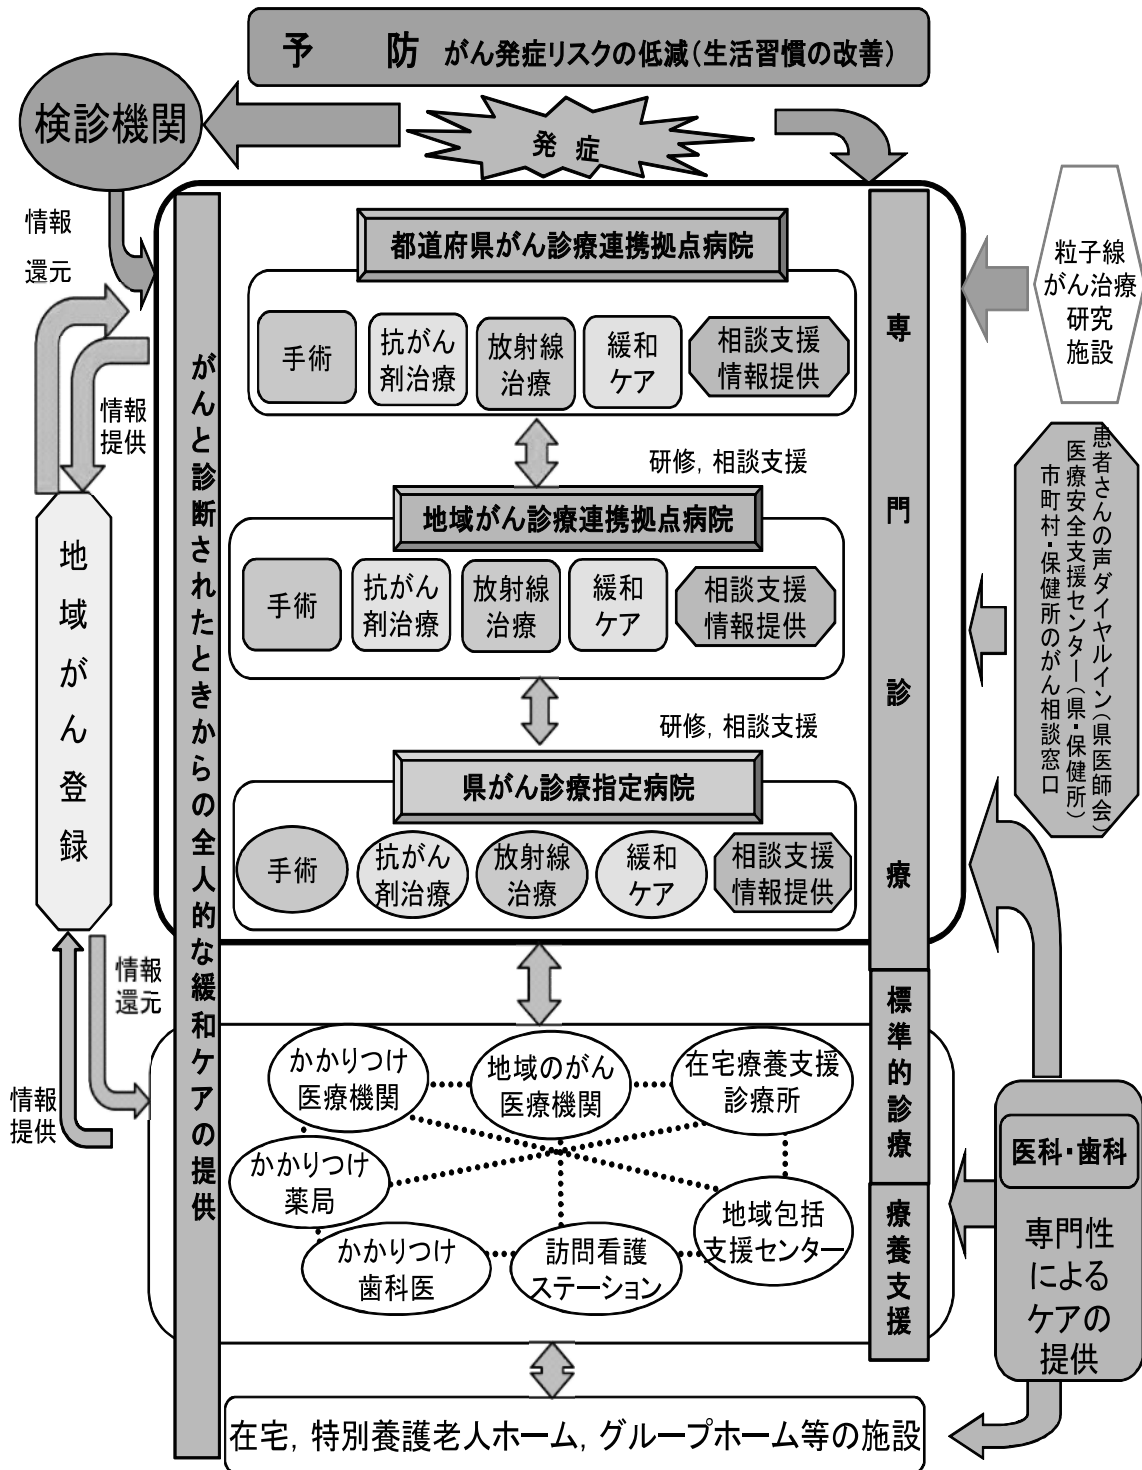 予　防 がん発症リスクの低減(生活習慣の改善)
検診機関
発 症
情報
還元
都道府県がん診療連携拠点病院
手術
抗がん
剤治療
放射線
治療
緩和
ケア
相談支援
情報提供
粒子線
がん治療
研究
施設
情報
提供
研修, 相談支援
地域がん診療連携拠点病院
手術
抗がん
剤治療
放射線
治療
緩和
ケア
相談支援
情報提供
患者さんの声ダイヤルイン(県医師会)
医療安全支援センター(県・保健所)
市町村・保健所のがん相談窓口
地域がん登録
研修, 相談支援
県がん診療指定病院
手術
抗がん
剤治療
放射線
治療
緩和
ケア
相談支援
情報提供
がんと診断されたときからの全人的な緩和ケアの提供
専門診療
標準的診療
療養支援
情報
還元
情報
提供
かかりつけ
医療機関
地域のがん
医療機関
在宅療養支援
診療所
かかりつけ
薬局
かかりつけ
歯科医
訪問看護
ステーション
地域包括
支援センター
医科・歯科
専門性
による
ケアの
提供
在宅, 特別養護老人ホーム, グループホーム等の施設